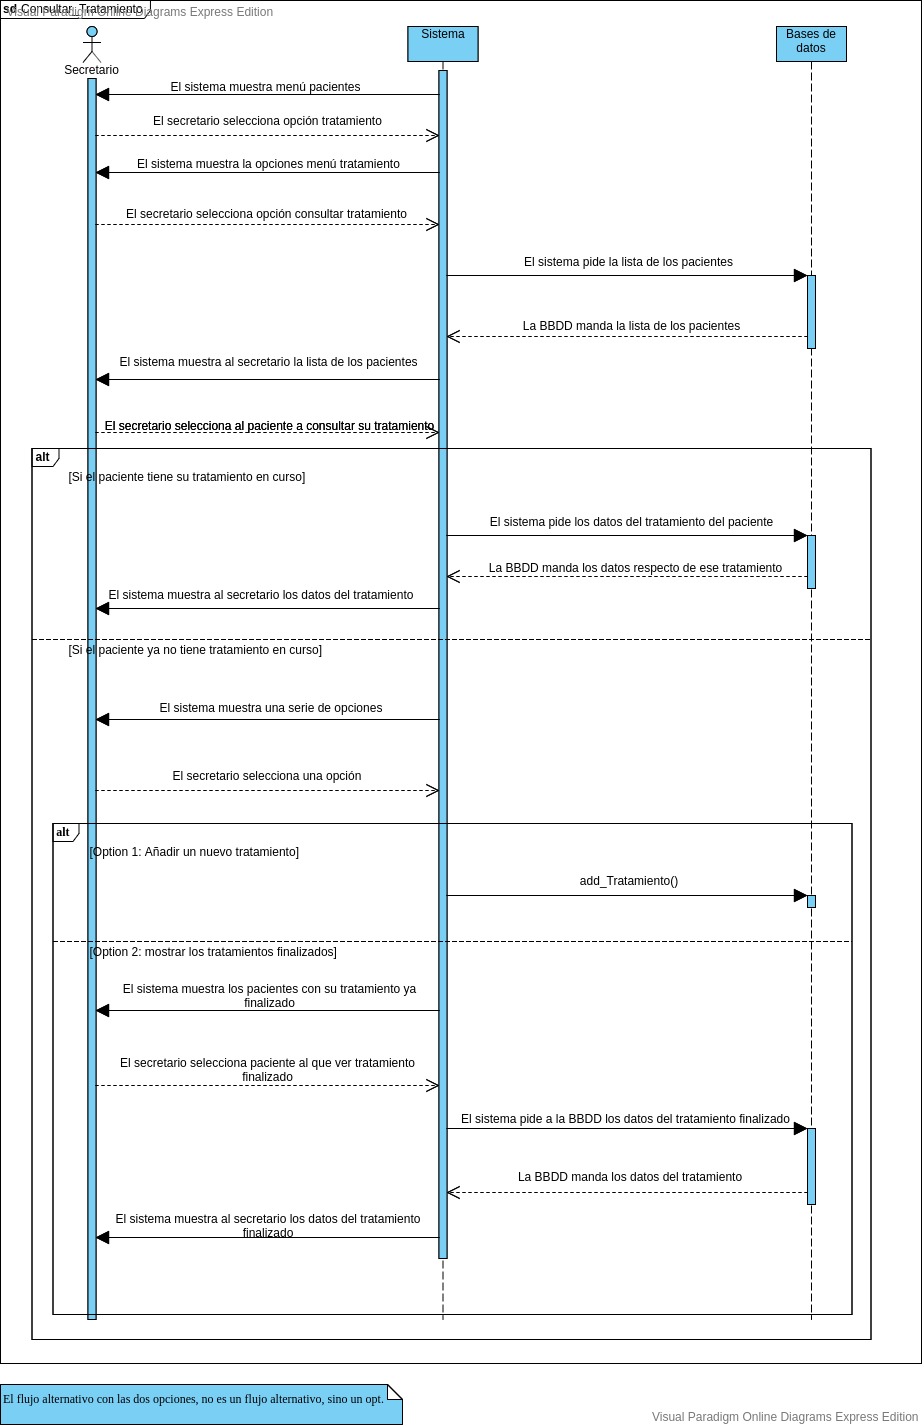 sd Consultar_Tratamiento
Visual Paradigm Online Diagrams Express Edition
Secretario
Sistema
Bases de
datos
El sistema muestra menú pacientes
El secretario selecciona opción tratamiento
El sistema muestra la opciones menú tratamiento
El secretario selecciona opción consultar tratamiento
El sistema pide la lista de los pacientes
La BBDD manda la lista de los pacientes
El sistema muestra al secretario la lista de los pacientes
El secretario selecciona al paciente a consultar su tratamiento
alt
[Si el paciente tiene su tratamiento en curso]
El sistema pide los datos del tratamiento del paciente
La BBDD manda los datos respecto de ese tratamiento
El sistema muestra al secretario los datos del tratamiento
[Si el paciente ya no tiene tratamiento en curso]
El sistema muestra una serie de opciones
El secretario selecciona una opción
alt
[Option 1: Añadir un nuevo tratamiento]
add_Tratamiento()
[Option 2: mostrar los tratamientos finalizados]
El sistema muestra los pacientes con su tratamiento ya
finalizado
El secretario selecciona paciente al que ver tratamiento
finalizado
El sistema pide a la BBDD los datos del tratamiento finalizado
La BBDD manda los datos del tratamiento
El sistema muestra al secretario los datos del tratamiento
finalizado
El flujo alternativo con las dos opciones, no es un flujo alternativo, sino un opt.
Visual Paradigm Online Diagrams Express Edition